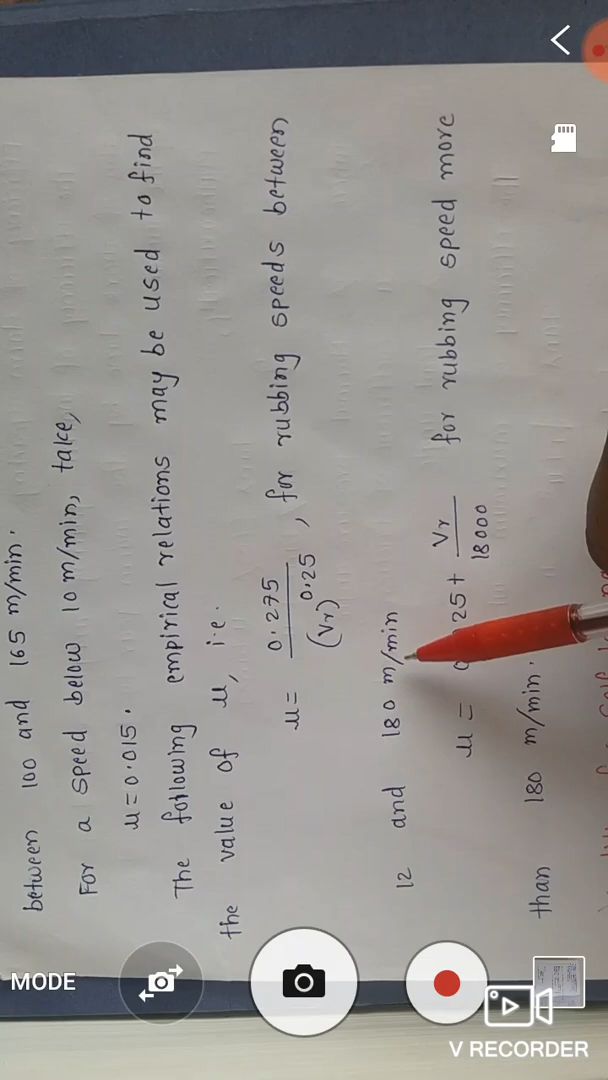 between 100 and 165 m/min.
For a speed below 10 m/min, take,
μ = 0.015.
The following empirical relations may be used to find
the value of μ, i.e.
μ = 0.275 / (Vr)^0.25 , for rubbing speeds between
12 and 180 m/min
μ = 25 + Vr / 18000 for rubbing speed more
than 180 m/min.
MODE
V RECORDER